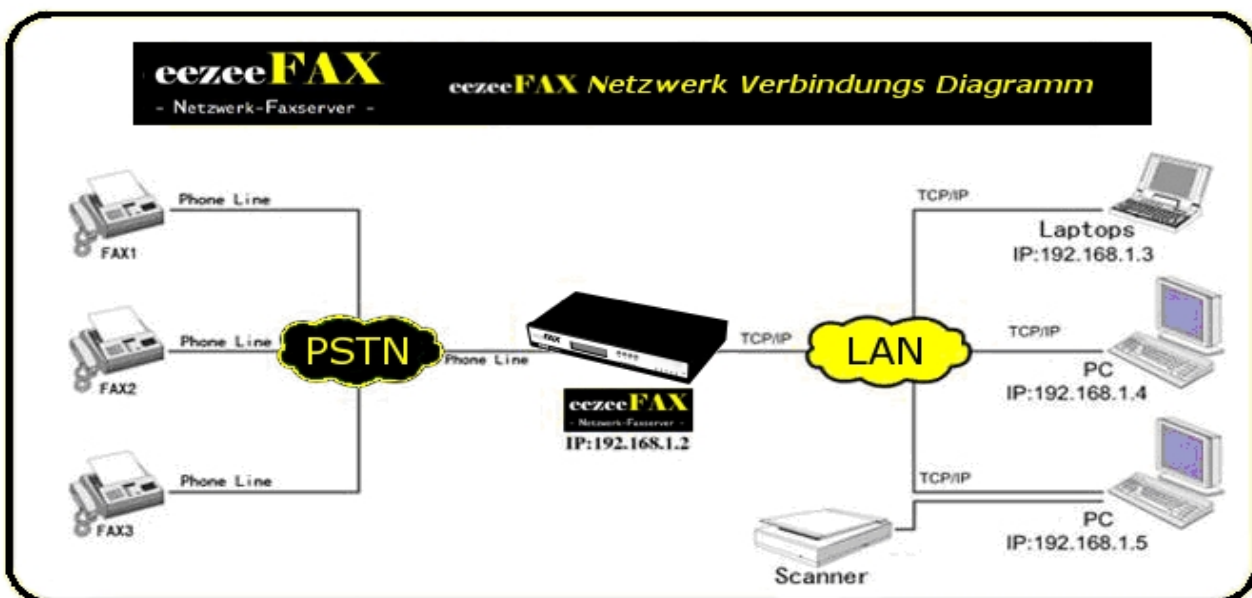 eezeeFAX
- Netzwerk-Faxserver -
eezeeFAX Netzwerk Verbindungs Diagramm
Phone Line
FAX1
Phone Line
FAX2
Phone Line
FAX3
PSTN
Phone Line
FAX
eezeeFAX
- Netzwerk-Faxserver -
IP:192.168.1.2
TCP/IP
LAN
TCP/IP
Laptops
IP:192.168.1.3
TCP/IP
PC
IP:192.168.1.4
TCP/IP
PC
IP:192.168.1.5
Scanner